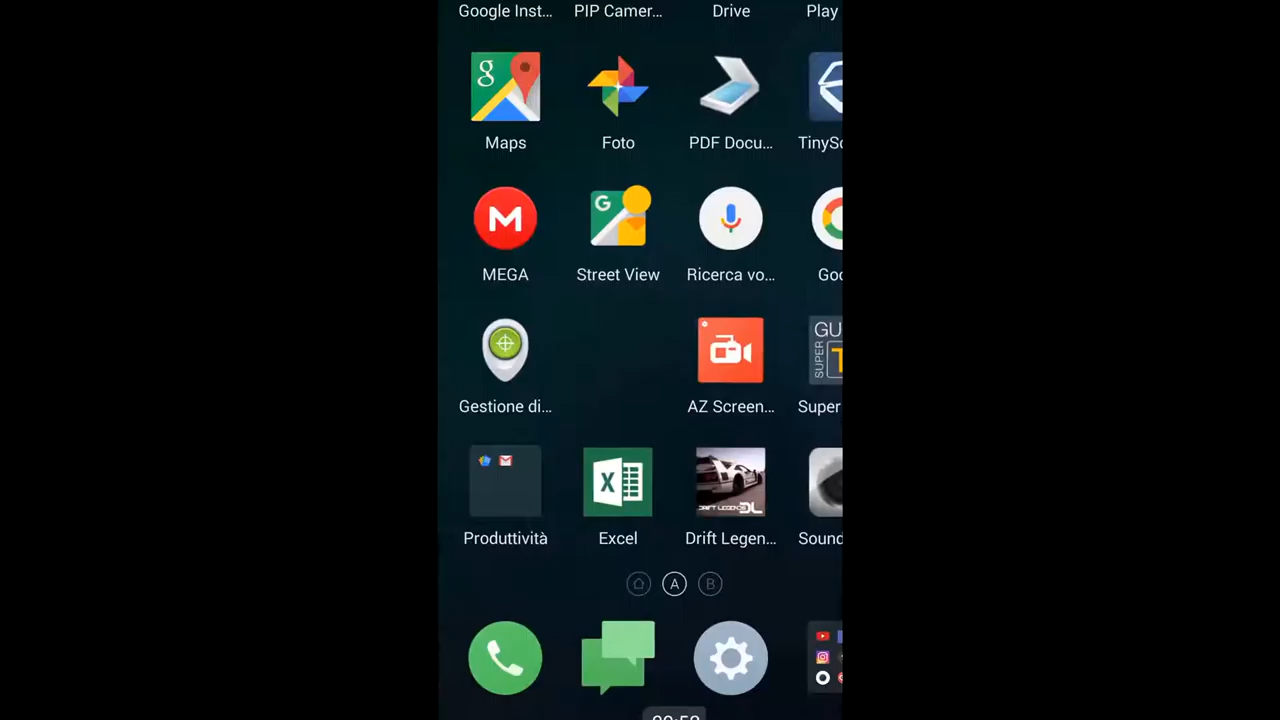 Google Inst... PIP Camer... Drive Play
Maps Foto PDF Docu... TinySc
MEGA Street View Ricerca vo... Goo
Gestione di... AZ Screen... Super
Produttività Excel Drift Legen... Sound
A B